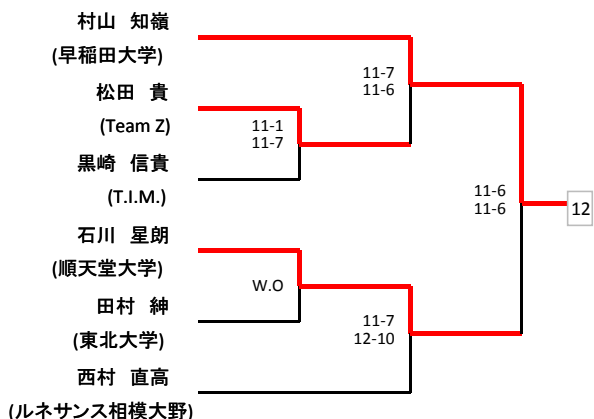 村山 知嶺
(早稲田大学)
松田 貴
(Team Z)
黒崎 信貴
(T.I.M.)
石川 星朗
(順天堂大学)
田村 紳
(東北大学)
西村 直高
(ルネサンス相模大野)
11-1
11-7
W.O
11-7
11-6
11-7
12-10
11-6
11-6
12